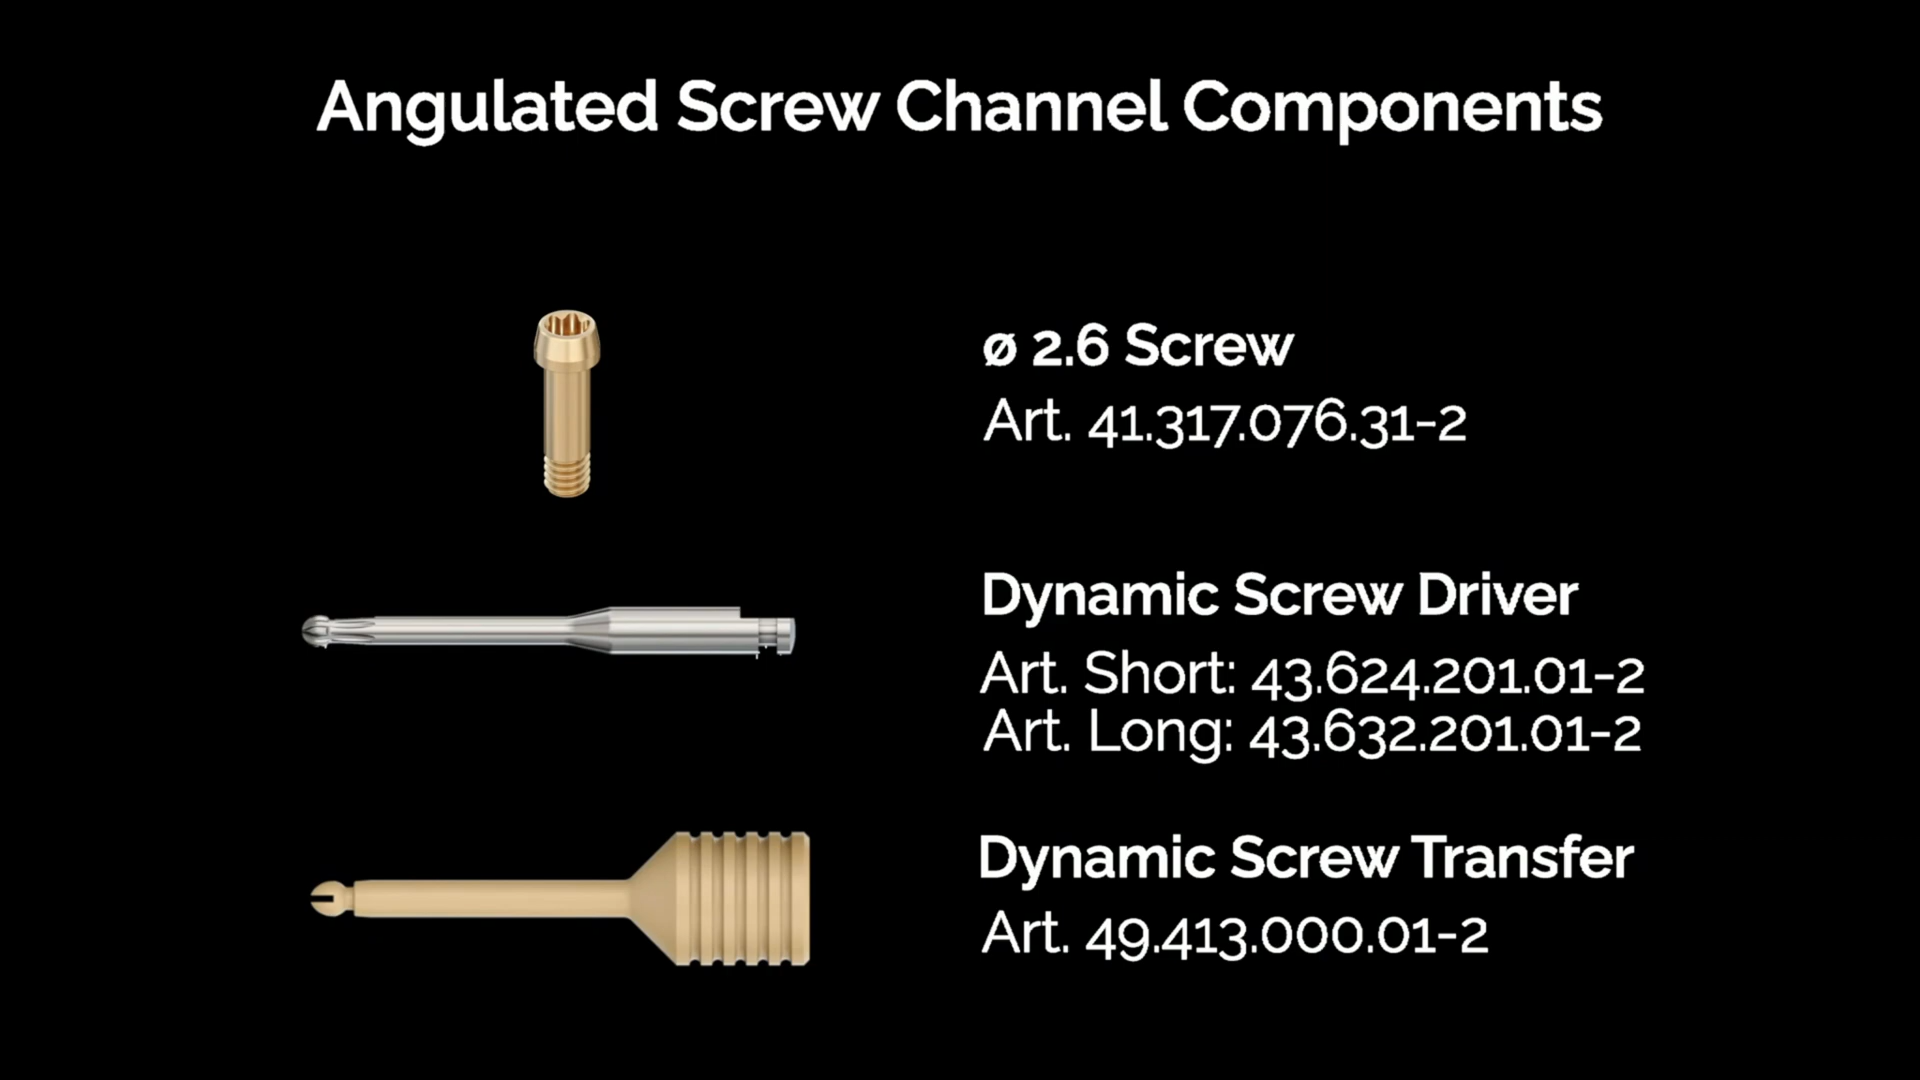 Angulated Screw Channel Components
ø 2.6 Screw
Art. 41.317.076.31-2
Dynamic Screw Driver
Art. Short: 43.624.201.01-2
Art. Long: 43.632.201.01-2
Dynamic Screw Transfer
Art. 49.413.000.01-2